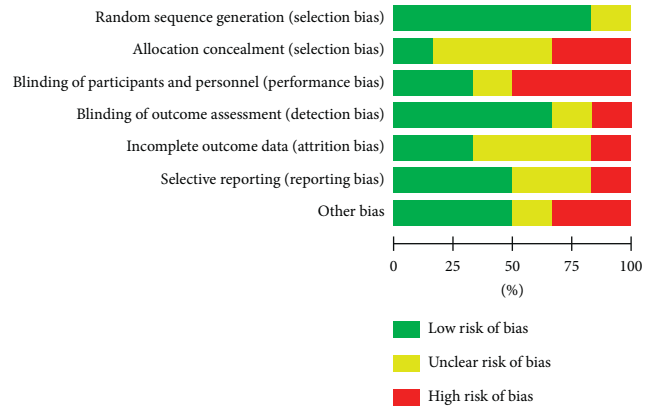 Random sequence generation (selection bias)
Allocation concealment (selection bias)
Blinding of participants and personnel (performance bias)
Blinding of outcome assessment (detection bias)
Incomplete outcome data (attrition bias)
Selective reporting (reporting bias)
Other bias
0 25 50 75 100
(%)
Low risk of bias
Unclear risk of bias
High risk of bias